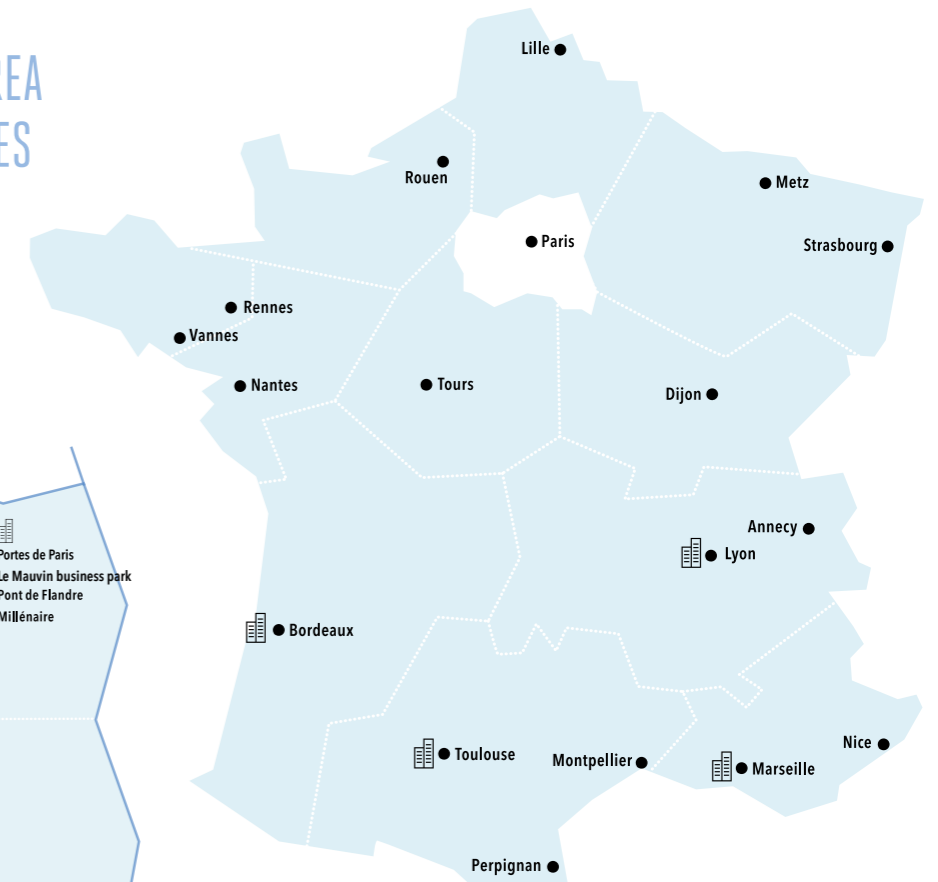 REA
ES
Lille
Rouen
Metz
Paris
Strasbourg
Rennes
Vannes
Nantes
Tours
Dijon
Annecy
Lyon
Portes de Paris
Le Mauvin business park
Pont de Flandre
Millénaire
Bordeaux
Toulouse
Montpellier
Nice
Marseille
Perpignan